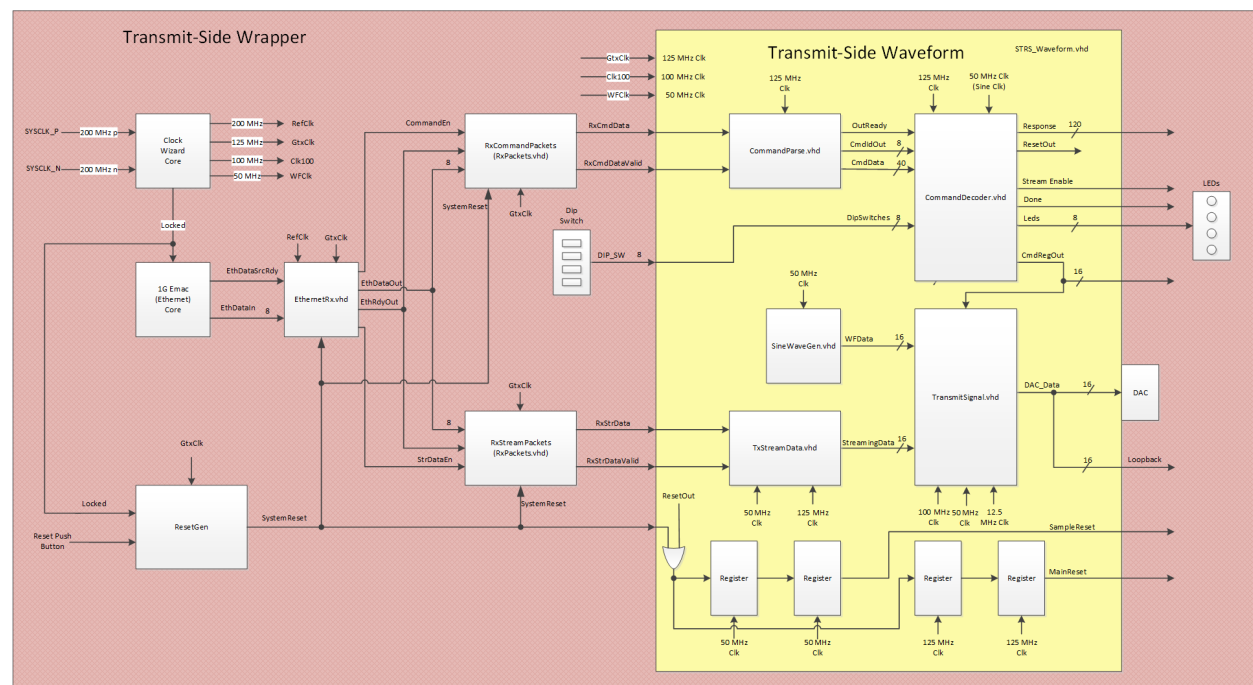 Transmit-Side Wrapper
SYSCLK_P
200 MHz p
SYSCLK_N
200 MHz n
Clock
Wizard
Core
200 MHz
RefClk
125 MHz
GtxClk
100 MHz
Clk100
50 MHz
WFClk
Locked
1G Emac
(Ethernet)
Core
EthDataSrcRdy
EthDataIn
8
RefClk
GtxClk
EthernetRx.vhd
EthDataOut
EthRdyOut
CommandEn
8
RxCommandPackets
(RxPackets.vhd)
SystemReset
GtxClk
RxCmdData
RxCmdDataValid
Dip
Switch
DIP_SW
8
GtxClk
8
StrDataEn
RxStreamPackets
(RxPackets.vhd)
RxStrData
RxStrDataValid
SystemReset
GtxClk
Locked
Reset Push
Button
ResetGen
SystemReset
GtxClk
125 MHz Clk
Clk100
100 MHz Clk
WFClk
50 MHz Clk
Transmit-Side Waveform
STRS_Waveform.vhd
125 MHz
Clk
CommandParse.vhd
OutReady
CmdIdOut
8
CmdData
40
125 MHz
Clk
50 MHz Clk
(Sine Clk)
CommandDecoder.vhd
DipSwitches
8
Response
120
ResetOut
Stream Enable
Done
Leds
8
LEDs
CmdRegOut
16
50 MHz
Clk
SineWaveGen.vhd
WFData
16
TransmitSignal.vhd
DAC_Data
16
DAC
16
Loopback
TxStreamData.vhd
StreamingData
16
50 MHz
Clk
125 MHz
Clk
100 MHz
Clk
50 MHz
Clk
12.5
MHz Clk
ResetOut
SampleReset
Register
Register
Register
Register
MainReset
50 MHz
Clk
50 MHz
Clk
125 MHz
Clk
125 MHz
Clk